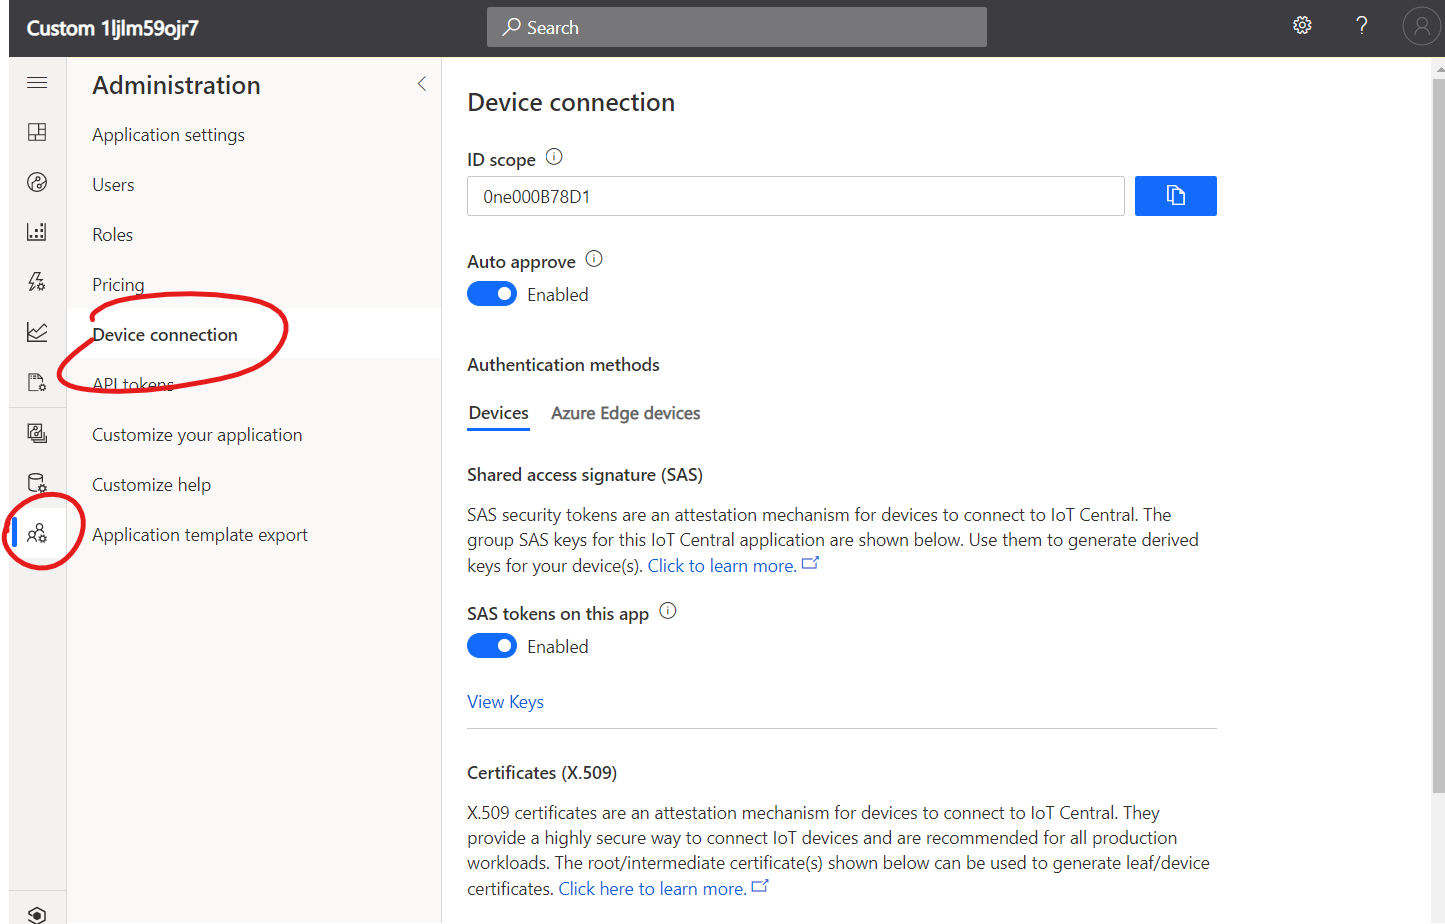 Custom 1ljlm59ojr7
Search
?
Administration
Application settings
Users
Roles
Pricing
Device connection
API tokens
Customize your application
Customize help
Application template export
Device connection
ID scope
0ne000B78D1
Auto approve
Enabled
Authentication methods
Devices Azure Edge devices
Shared access signature (SAS)
SAS security tokens are an attestation mechanism for devices to connect to IoT Central. The
group SAS keys for this IoT Central application are shown below. Use them to generate derived
keys for your device(s). Click to learn more.
SAS tokens on this app
Enabled
View Keys
Certificates (X.509)
X.509 certificates are an attestation mechanism for devices to connect to IoT Central. They
provide a highly secure way to connect IoT devices and are recommended for all production
workloads. The root/intermediate certificate(s) shown below can be used to generate leaf/device
certificates. Click here to learn more.